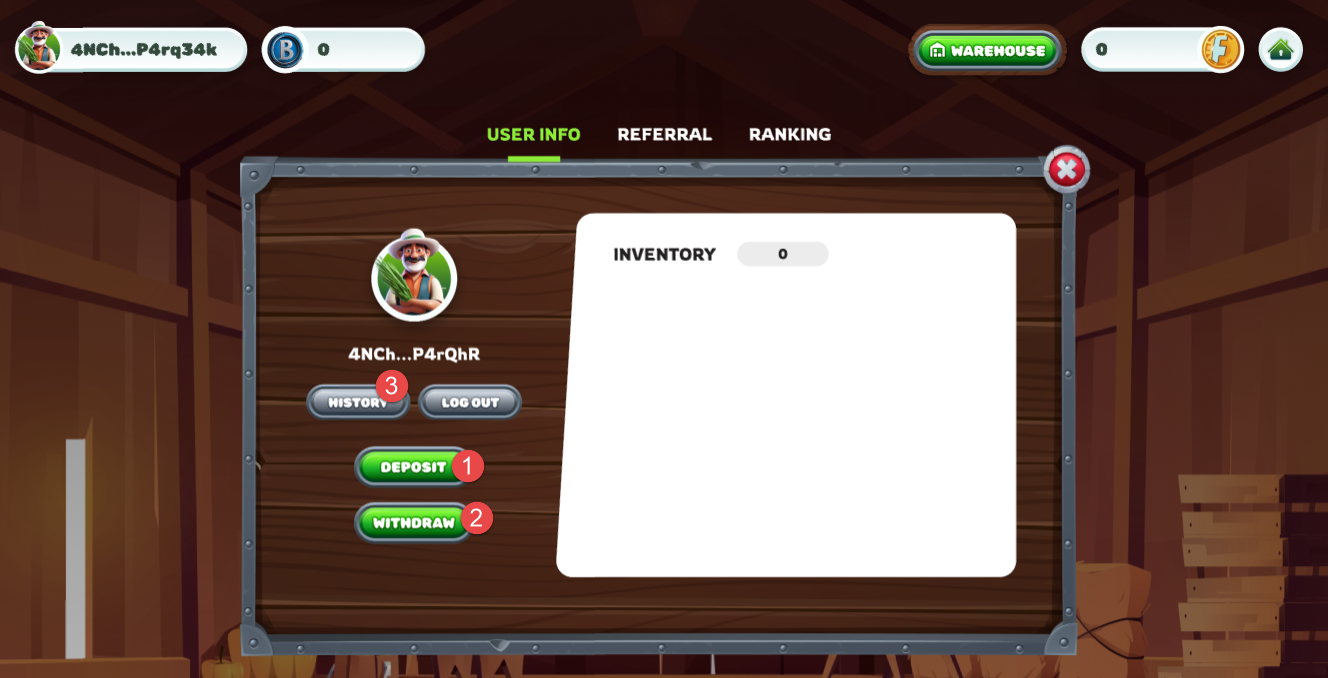 4NCh...P4rq34k
B
0
WAREHOUSE
0
F
USER INFO
REFERRAL
RANKING
INVENTORY
0
4NCh...P4rQhR
3
HISTORY
LOG OUT
DEPOSIT
1
WITHDRAW
2